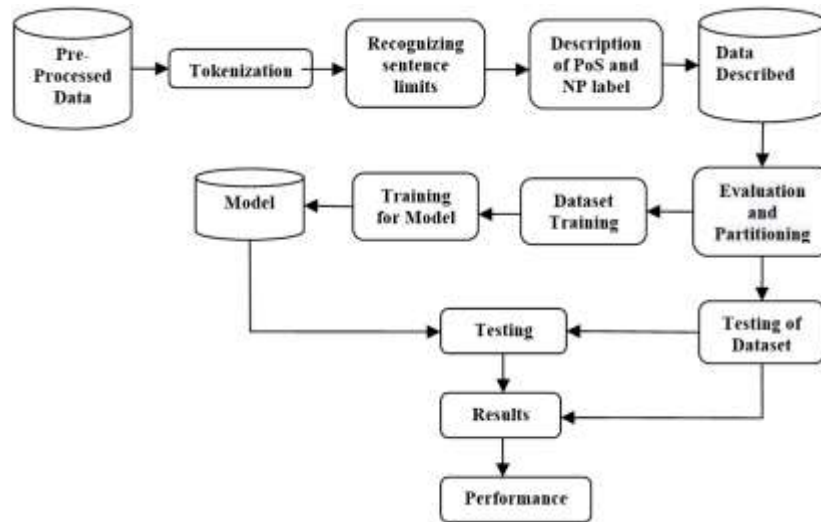 Pre-
Processed
Data
Tokenization
Recognizing
sentence
limits
Description
of PoS and
NP label
Data
Described
Model
Training
for Model
Dataset
Training
Evaluation
and
Partitioning
Testing
Testing of
Dataset
Results
Performance